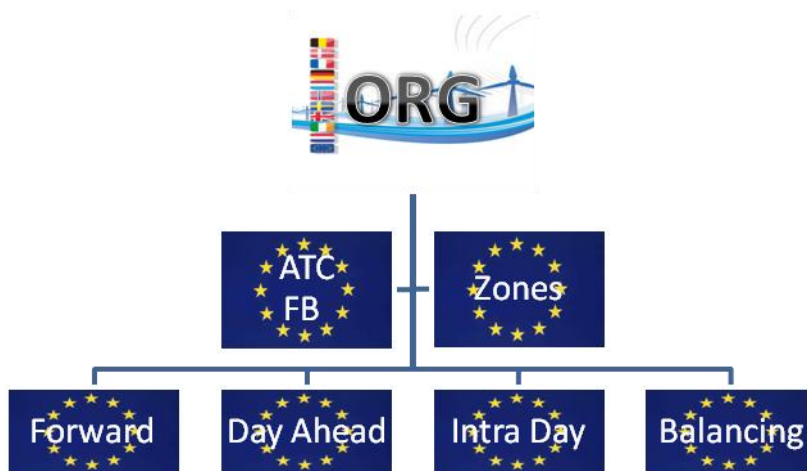 ORG
ATC
FB
Zones
Forward
Day Ahead
Intra Day
Balancing